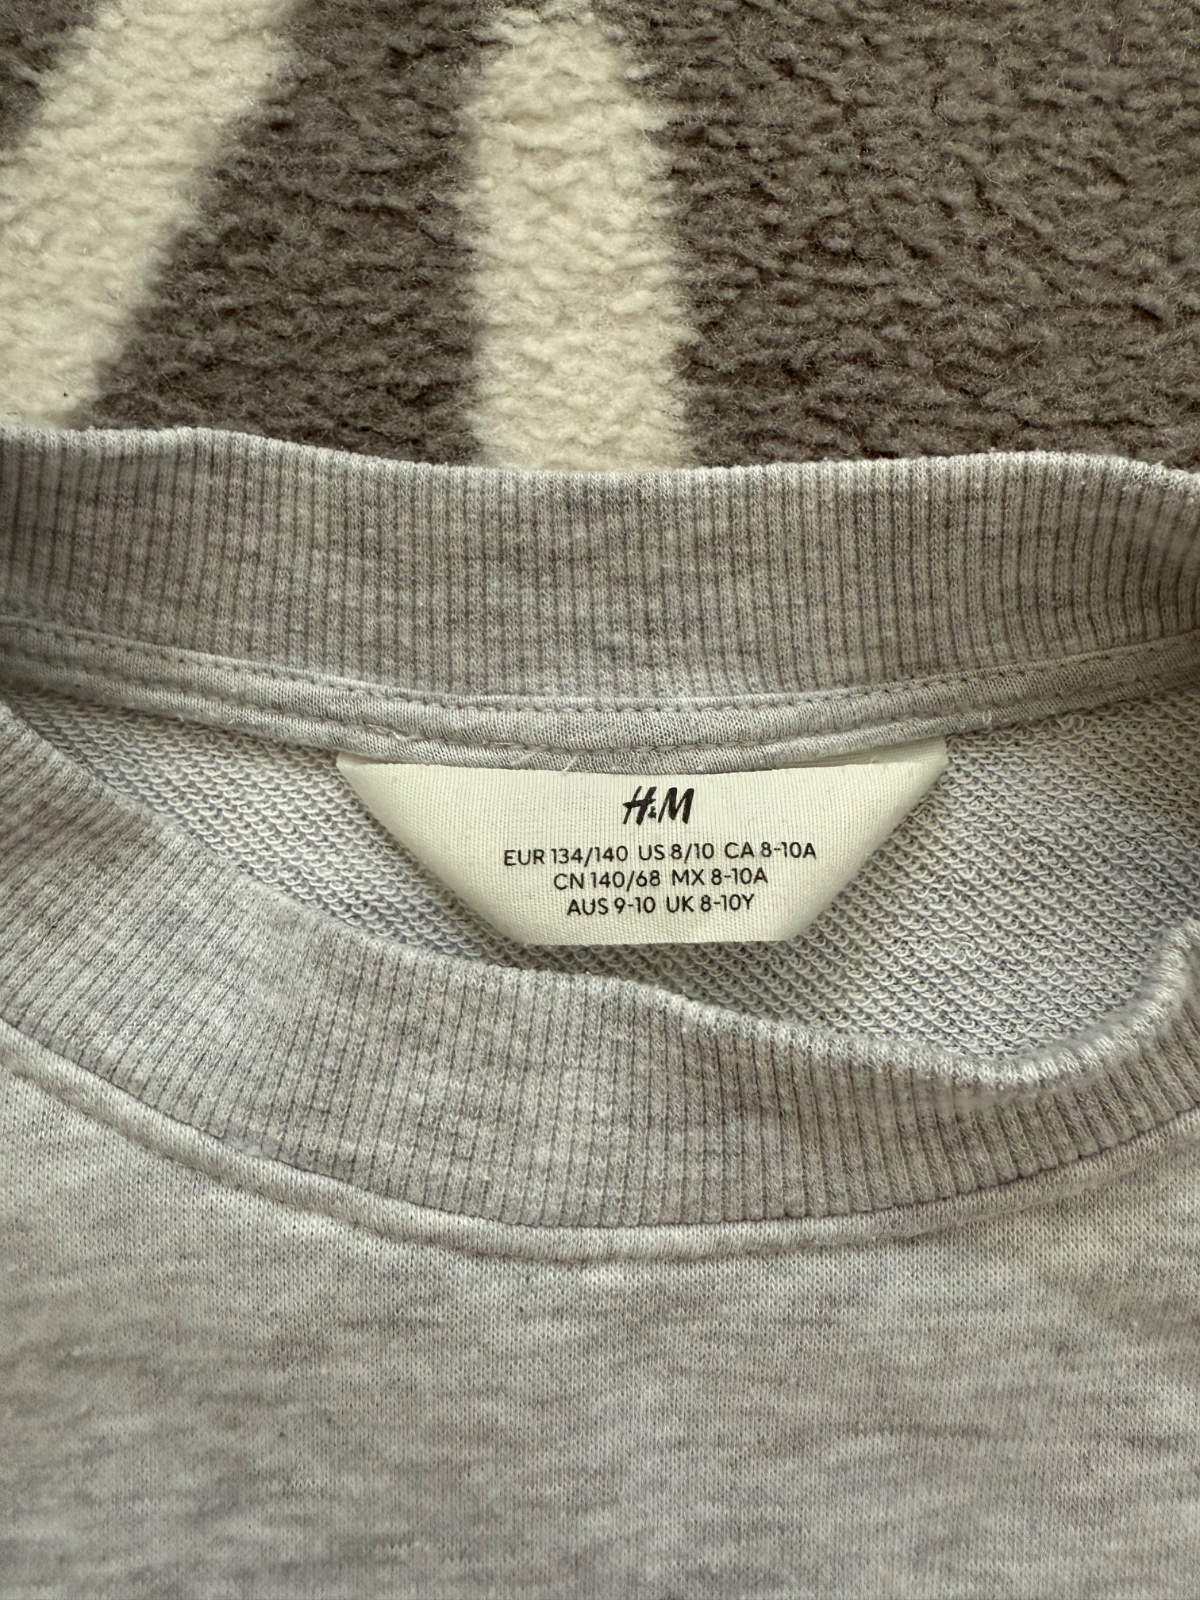 H&M
EUR 134/140 US 8/10 CA 8-10A
CN 140/68 MX 8-10A
AUS 9-10 UK 8-10Y